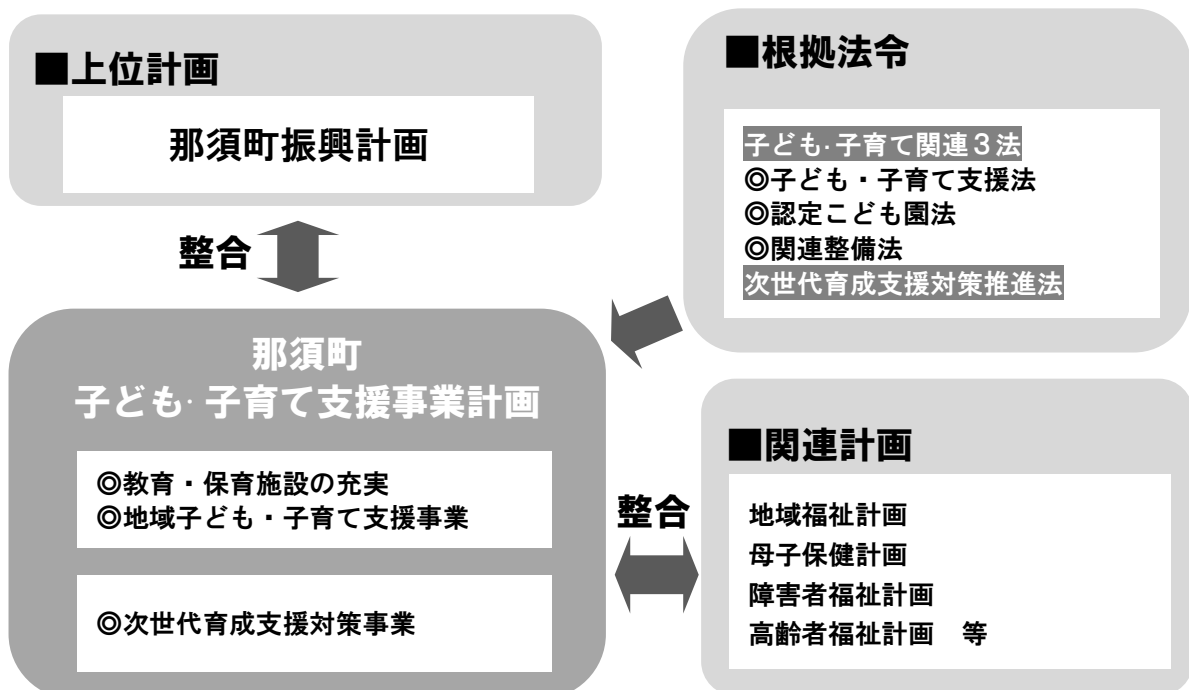 ■上位計画
那須町振興計画
整合
那須町
子ども・子育て支援事業計画
◎教育・保育施設の充実
◎地域子ども・子育て支援事業
◎次世代育成支援対策事業
■根拠法令
子ども・子育て関連３法
◎子ども・子育て支援法
◎認定こども園法
◎関連整備法
次世代育成支援対策推進法
整合
■関連計画
地域福祉計画
母子保健計画
障害者福祉計画
高齢者福祉計画　等